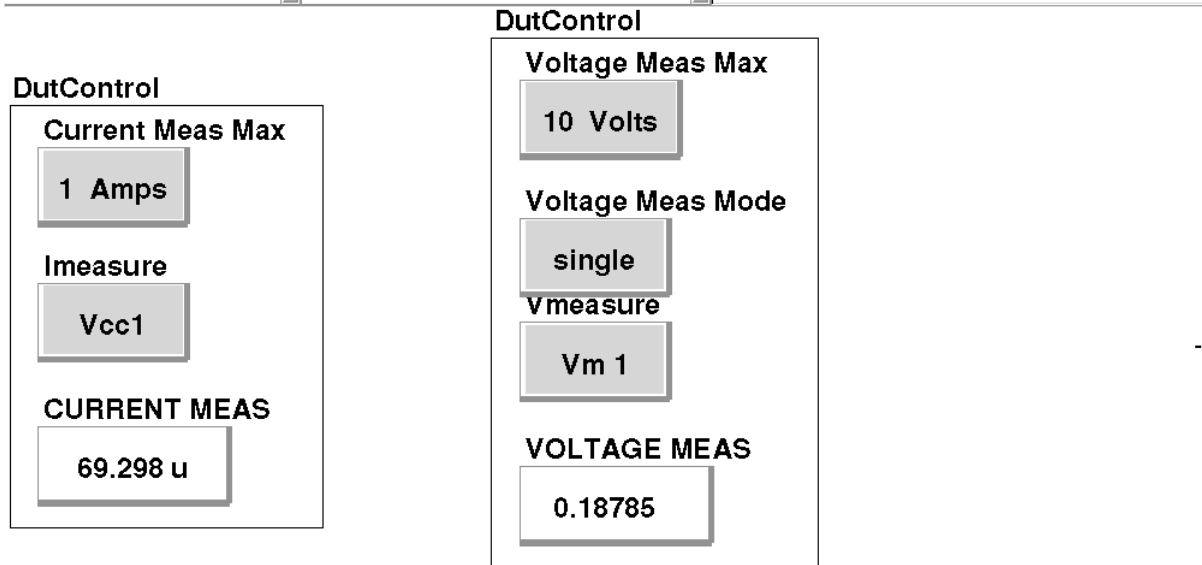 DutControl
Current Meas Max
1 Amps
Imeasure
Vcc1
CURRENT MEAS
69.298 u
DutControl
Voltage Meas Max
10 Volts
Voltage Meas Mode
single
Vmeasure
Vm 1
VOLTAGE MEAS
0.18785